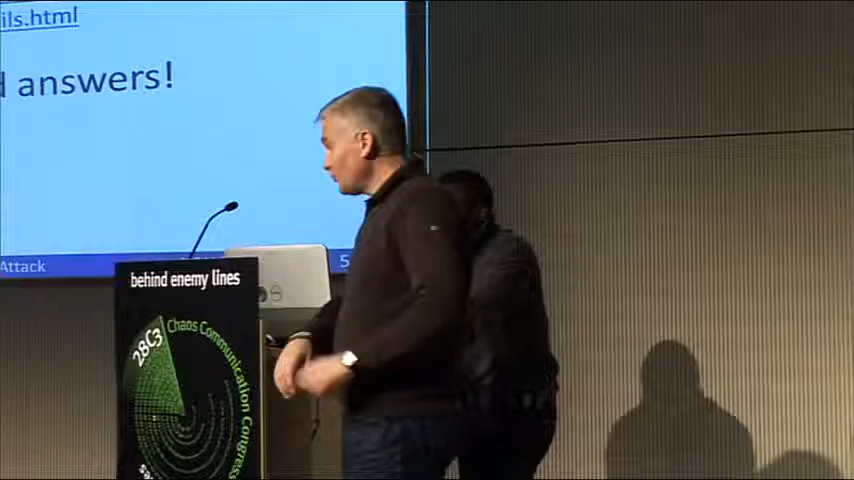 ils.html
d answers!
Attack
5
behind enemy lines
28C3
Chaos Communication Congress